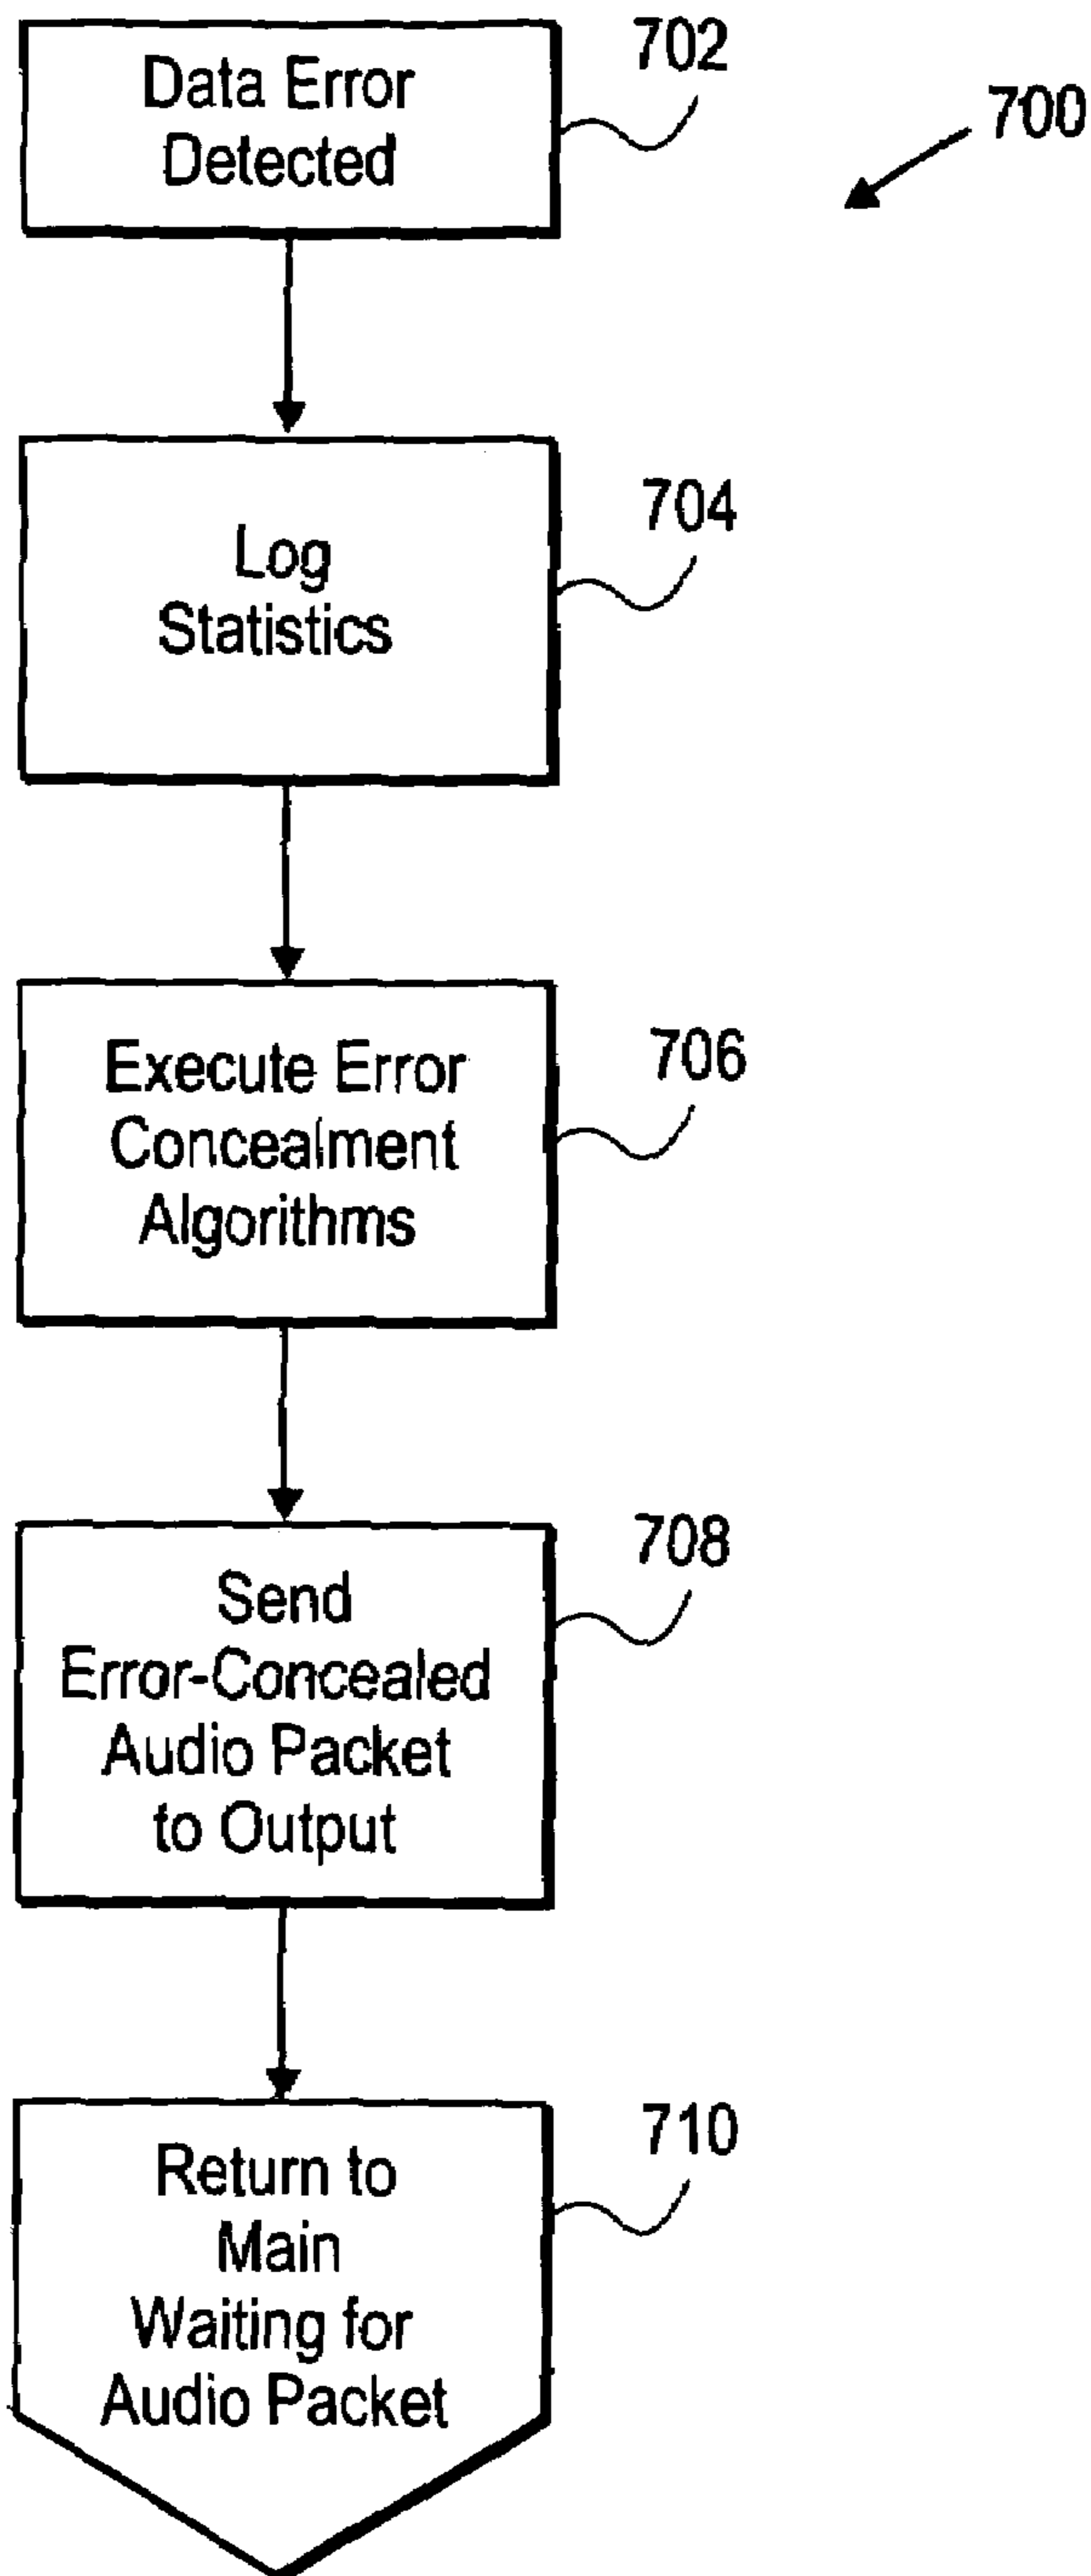 702
700
Data Error
Detected
704
Log
Statistics
706
Execute Error
Concealment
Algorithms
708
Send
Error-Concealed
Audio Packet
to Output
710
Return to
Main
Waiting for
Audio Packet